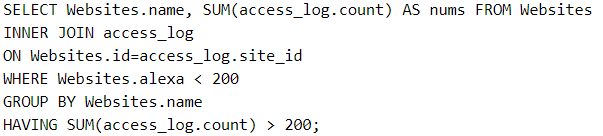 SELECT Websites.name, SUM(access_log.count) AS nums FROM Websites
INNER JOIN access_log
ON Websites.id=access_log.site_id
WHERE Websites.alexa < 200
GROUP BY Websites.name
HAVING SUM(access_log.count) > 200;